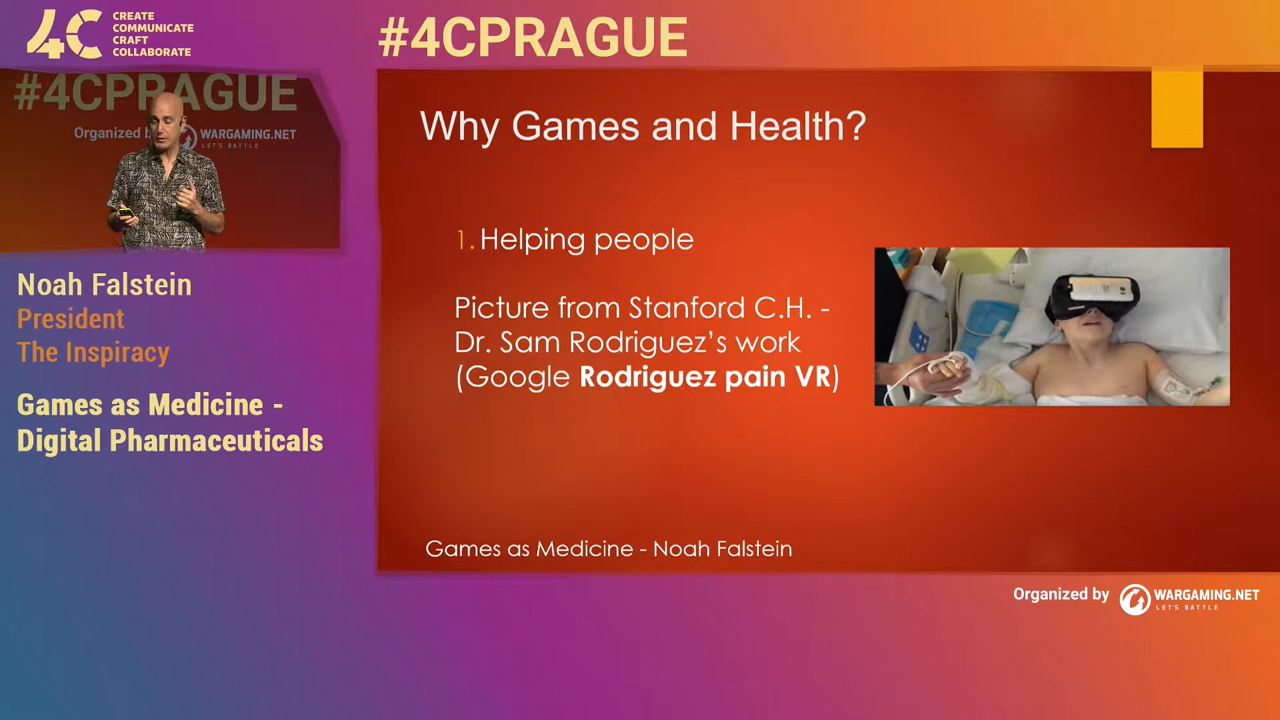 4C
CREATE
COMMUNICATE
CRAFT
COLLABORATE
#4CPRAGUE
#4CPRAGUE
Organized
WARGAMING.NET
LET'S BATTLE
Noah Falstein
President
The Inspiracy
Games as Medicine -
Digital Pharmaceuticals
Why Games and Health?
1. Helping people
Picture from Stanford C.H. -
Dr. Sam Rodriguez's work
(Google Rodriguez pain VR)
Games as Medicine - Noah Falstein
Organized by
WARGAMING.NET
LET'S BATTLE